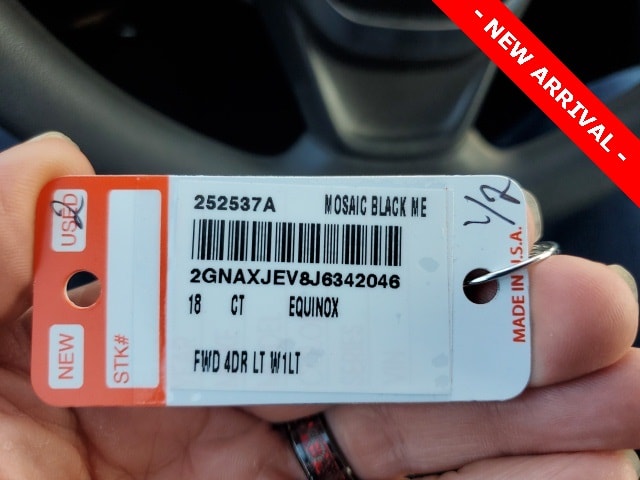 - NEW ARRIVAL -
252537A MOSAIC BLACK ME
2GNAXJEV8J6342046
18 CT EQUINOX
FWD 4DR LT W1LT
USED
2
NEW
STK#
1/2
MADE IN U.S.A.